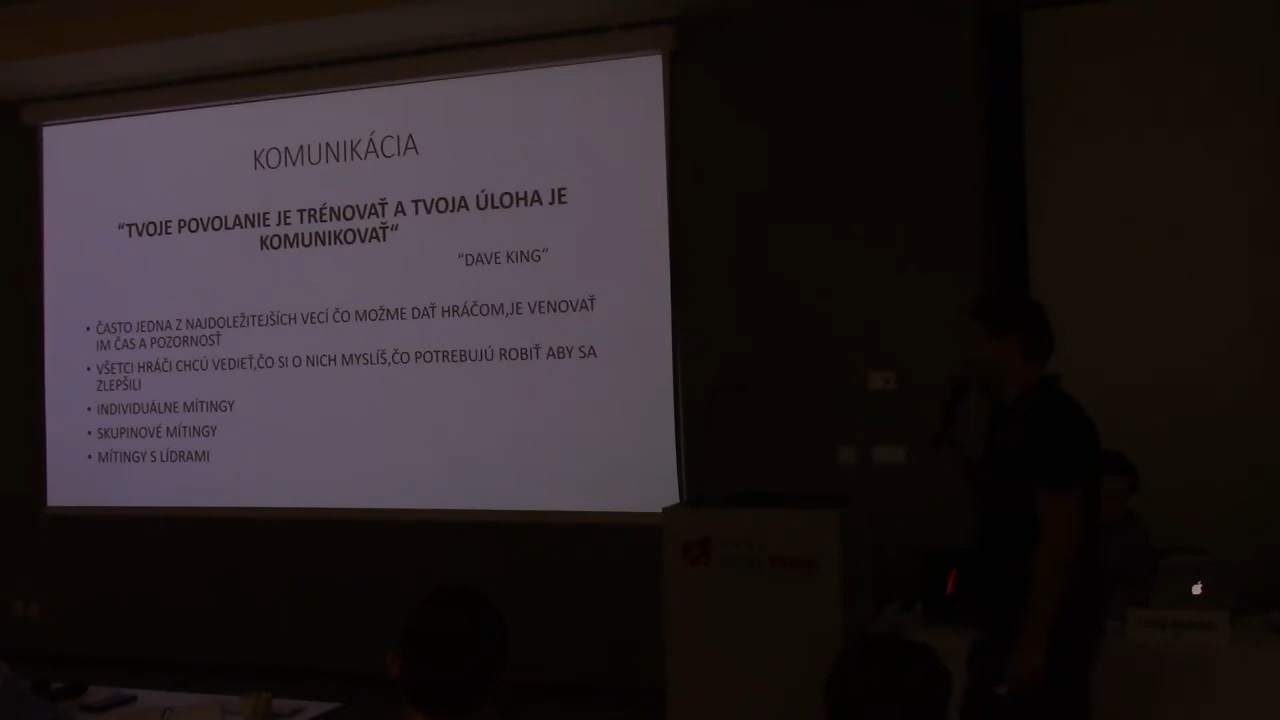 KOMUNIKÁCIA
“TVOJE POVOLANIE JE TRÉNOVAŤ A TVOJA ÚLOHA JE
KOMUNIKOVAŤ“
“DAVE KING“
• ČASTO JEDNA Z NAJDOLEŽITEJŠÍCH VECÍ ČO MOŽME DAŤ HRÁČOM,JE VENOVAŤ
IM ČAS A POZORNOSŤ
• VŠETCI HRÁČI CHCÚ VEDIEŤ,ČO SI O NICH MYSLÍŠ,ČO POTREBUJÚ ROBIŤ ABY SA
ZLEPŠILI
• INDIVIDUÁLNE MÍTINGY
• SKUPINOVÉ MÍTINGY
• MÍTINGY S LÍDRAMI